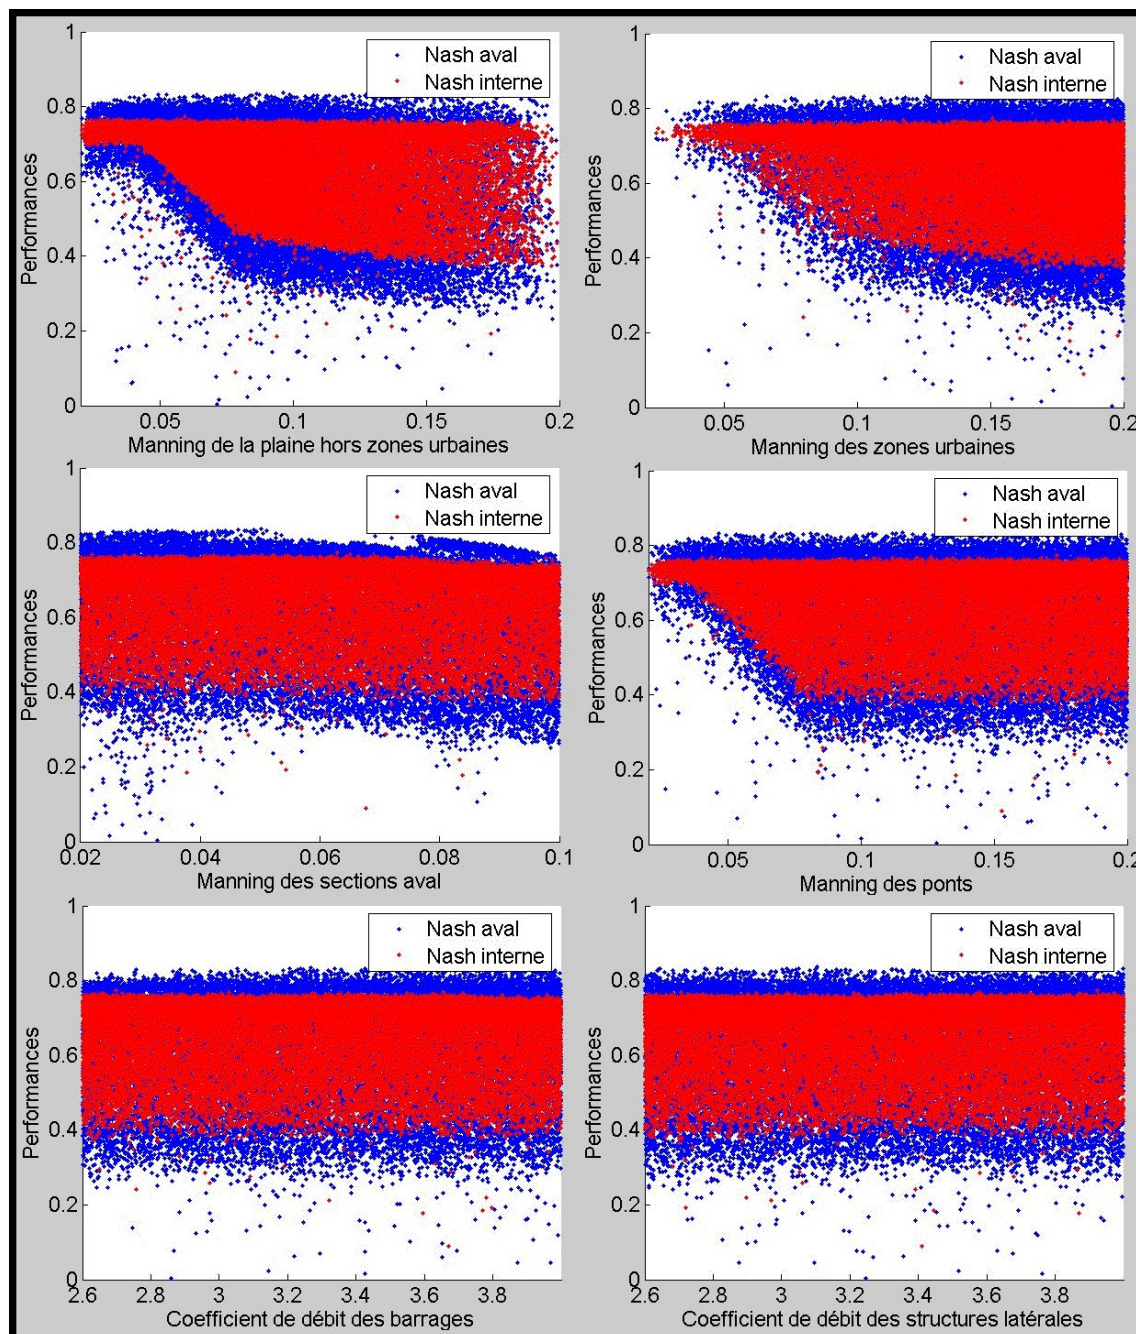 1
Nash aval
Nash interne
0.8
0.6
0.4
0.2
0
Performances
0.05
0.1
0.15
0.2
Manning de la plaine hors zones urbaines
1
Nash aval
Nash interne
0.8
0.6
0.4
0.2
0
Performances
0.05
0.1
0.15
0.2
Manning des zones urbaines
1
Nash aval
Nash interne
0.8
0.6
0.4
0.2
0
Performances
0.02
0.04
0.06
0.08
0.1
Manning des sections aval
1
Nash aval
Nash interne
0.8
0.6
0.4
0.2
0
Performances
0.05
0.1
0.15
0.2
Manning des ponts
1
Nash aval
Nash interne
0.8
0.6
0.4
0.2
0
Performances
2.6
2.8
3
3.2
3.4
3.6
3.8
Coefficient de débit des barrages
1
Nash aval
Nash interne
0.8
0.6
0.4
0.2
0
Performances
2.6
2.8
3
3.2
3.4
3.6
3.8
Coefficient de débit des structures latérales